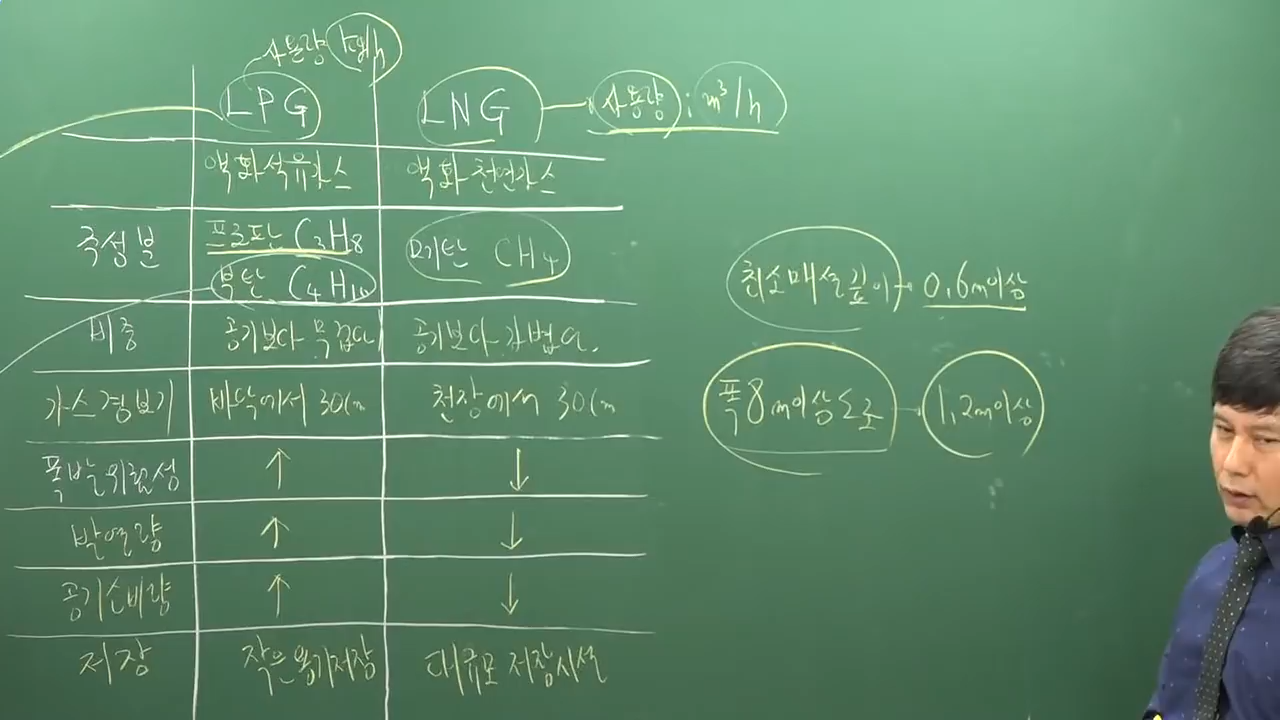 사용량 kg/h
LPG LNG 사용량 : m³/h
액화석유가스 액화천연가스
주성분 프로판 C₃H₈ 메탄 CH₄
부탄 C₄H₁₀
비중 공기보다 무겁다 공기보다 가볍다.
가스경보기 바닥에서 30cm 천장에서 30cm
폭발위험성 ↑ ↓
발열량 ↑ ↓
공기소비량 ↑ ↓
저장 작은용기저장 대규모 저장시설
최소매설깊이 → 0.6m이상
폭 8m이상도로 → 1.2m이상